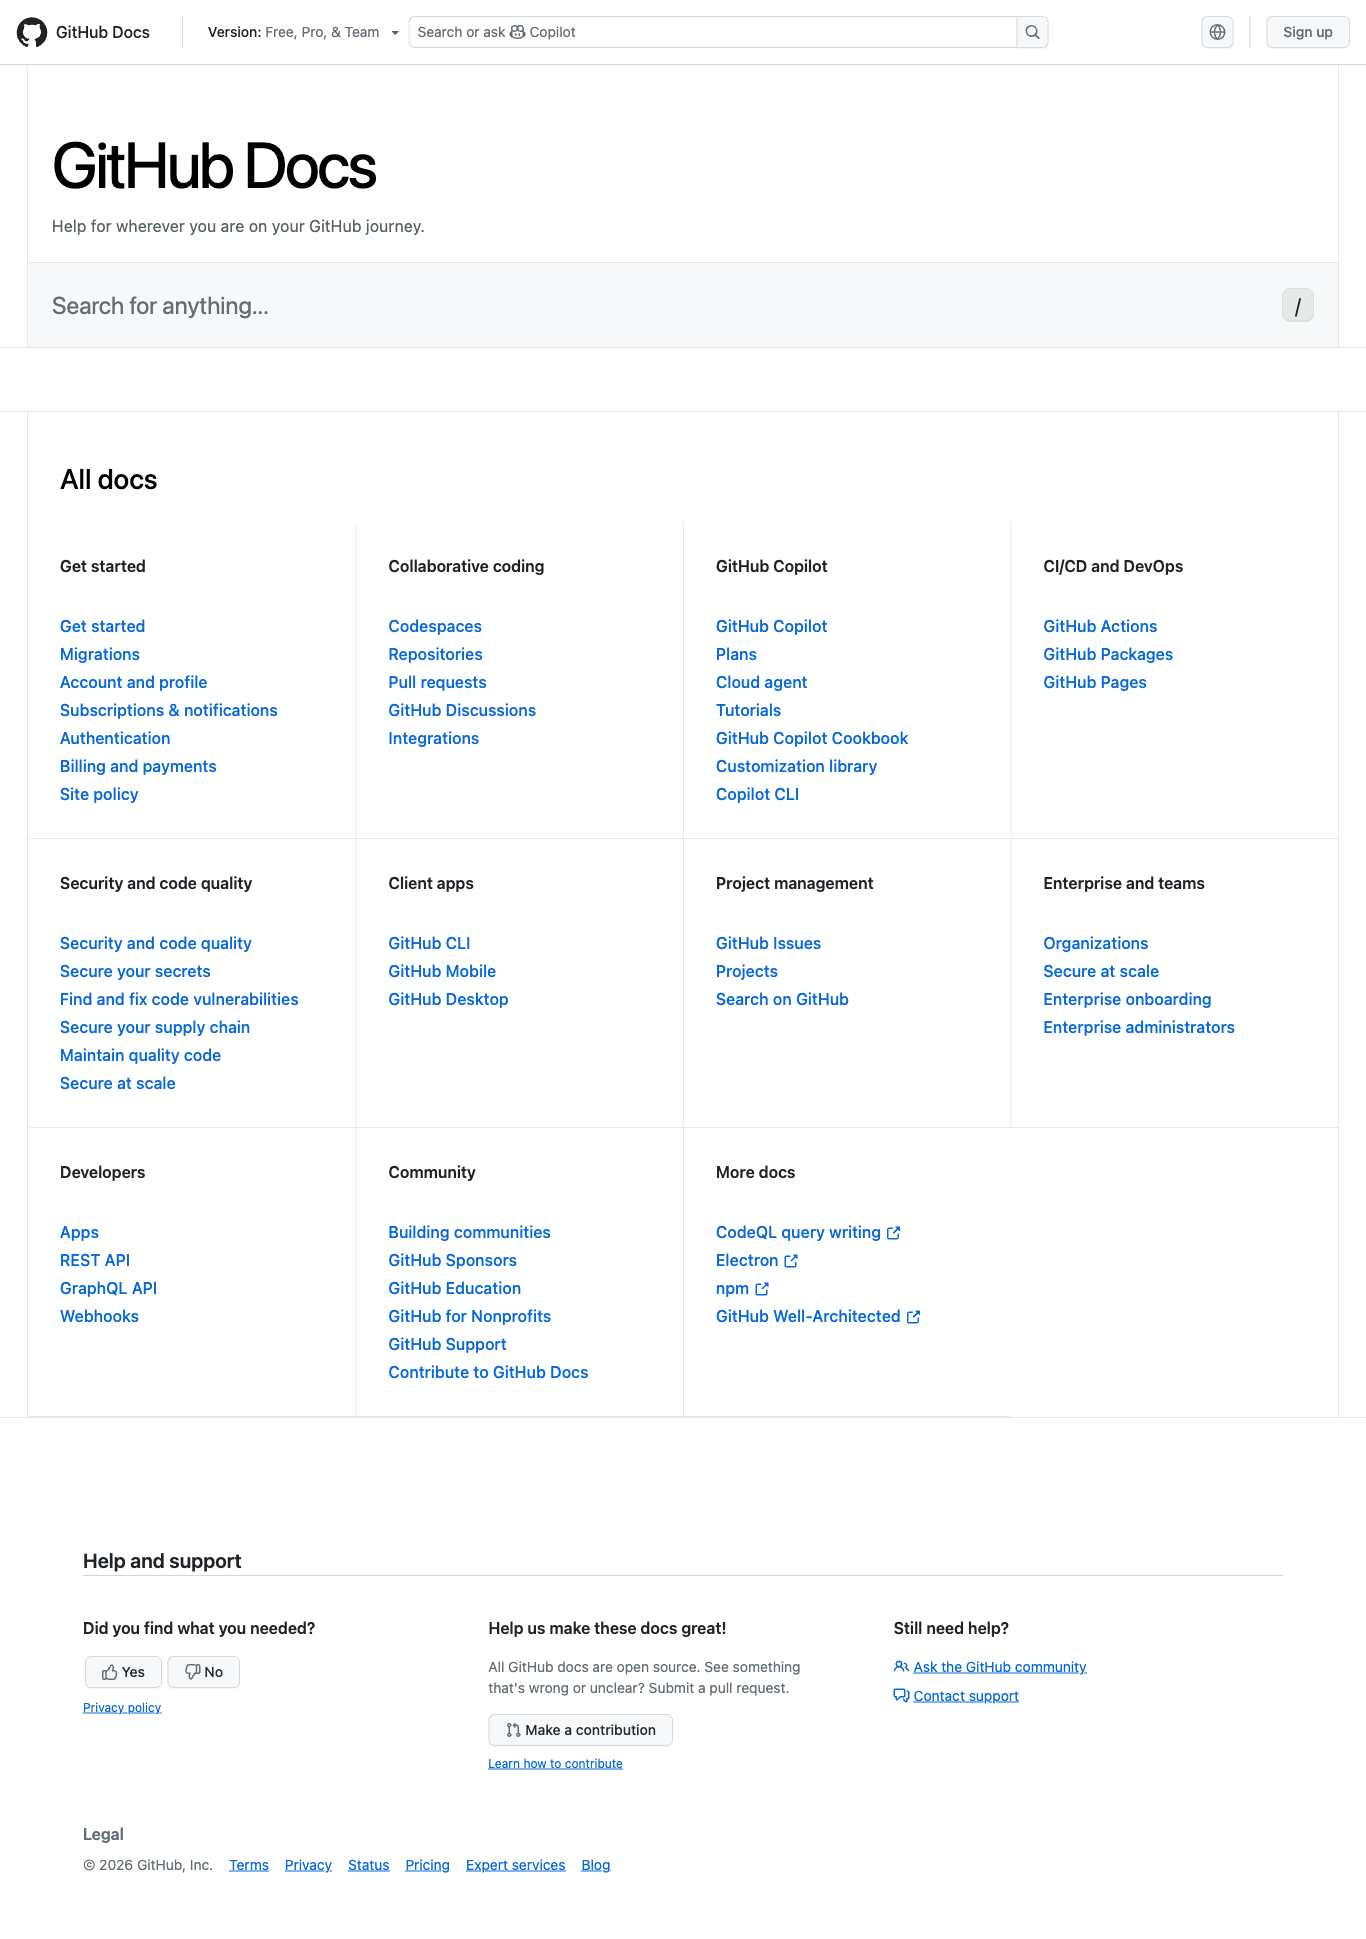 GitHub Docs
Version: Free, Pro, & Team
Search or ask Copilot
Sign up
GitHub Docs
Help for wherever you are on your GitHub journey.
Search for anything...
/
All docs
Get started
Get started
Migrations
Account and profile
Subscriptions & notifications
Authentication
Billing and payments
Site policy
Collaborative coding
Codespaces
Repositories
Pull requests
GitHub Discussions
Integrations
GitHub Copilot
GitHub Copilot
Plans
Cloud agent
Tutorials
GitHub Copilot Cookbook
Customization library
Copilot CLI
CI/CD and DevOps
GitHub Actions
GitHub Packages
GitHub Pages
Security and code quality
Security and code quality
Secure your secrets
Find and fix code vulnerabilities
Secure your supply chain
Maintain quality code
Secure at scale
Client apps
GitHub CLI
GitHub Mobile
GitHub Desktop
Project management
GitHub Issues
Projects
Search on GitHub
Enterprise and teams
Organizations
Secure at scale
Enterprise onboarding
Enterprise administrators
Developers
Apps
REST API
GraphQL API
Webhooks
Community
Building communities
GitHub Sponsors
GitHub Education
GitHub for Nonprofits
GitHub Support
Contribute to GitHub Docs
More docs
CodeQL query writing
Electron
npm
GitHub Well-Architected
Help and support
Did you find what you needed?
Yes
No
Privacy policy
Help us make these docs great!
All GitHub docs are open source. See something
that's wrong or unclear? Submit a pull request.
Make a contribution
Learn how to contribute
Still need help?
Ask the GitHub community
Contact support
Legal
© 2026 GitHub, Inc. Terms Privacy Status Pricing Expert services Blog